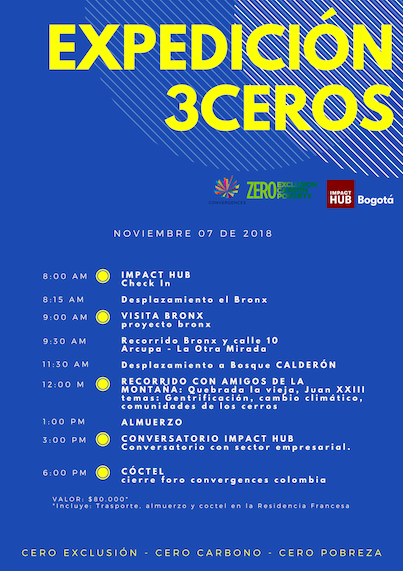 EXPEDICIÓN
3CEROS
ZERO EXCLUSION
CARBON
POVERTY
IMPACT
HUB
Bogotá
NOVIEMBRE 07 DE 2018
8:00 AM IMPACT HUB
Check In
8:15 AM Desplazamiento el Bronx
9:00 AM VISITA BRONX
proyecto bronx
9:30 AM Recorrido Bronx y calle 10
Arcupa - La Otra Mirada
11:30 AM Desplazamiento a Bosque CALDERÓN
12:00 M RECORRIDO CON AMIGOS DE LA
MONTAÑA: Quebrada la vieja, Juan XXIII
temas: Gentrificación, cambio climático,
comunidades de los cerros
1:00 PM ALMUERZO
3:00 PM CONVERSATORIO IMPACT HUB
Conversatorio con sector empresarial.
6:00 PM CÓCTEL
cierre foro convergences colombia
VALOR: $80.000*
*Incluye: Trasporte, almuerzo y coctel en la Residencia Francesa
CERO EXCLUSIÓN - CERO CARBONO - CERO POBREZA